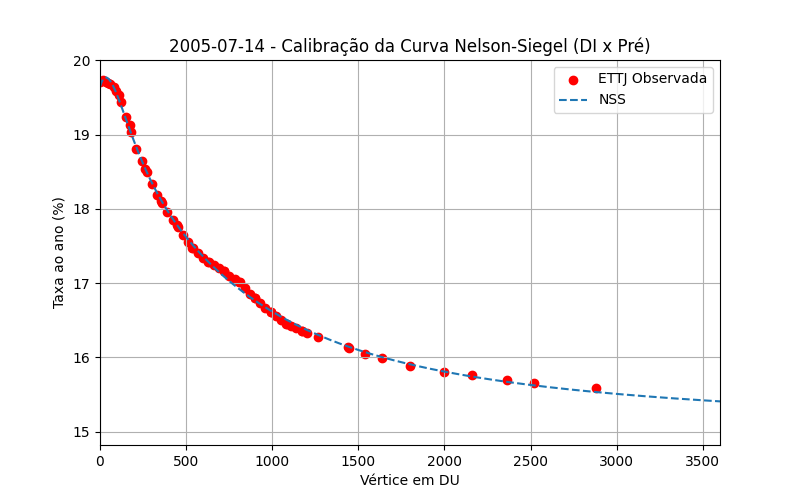 2005-07-14 - Calibração da Curva Nelson-Siegel (DI x Pré)
ETTJ Observada
NSS
Taxa ao ano (%)
20
19
18
17
16
15
0 500 1000 1500 2000 2500 3000 3500
Vértice em DU